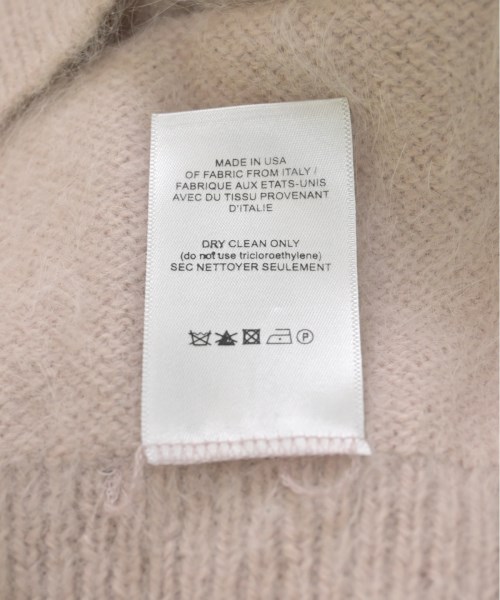 MADE IN USA
OF FABRIC FROM ITALY /
FABRIQUE AUX ETATS-UNIS
AVEC DU TISSU PROVENANT
D'ITALIE
DRY CLEAN ONLY
(do not use tricloroethylene)
SEC NETTOYER SEULEMENT
P